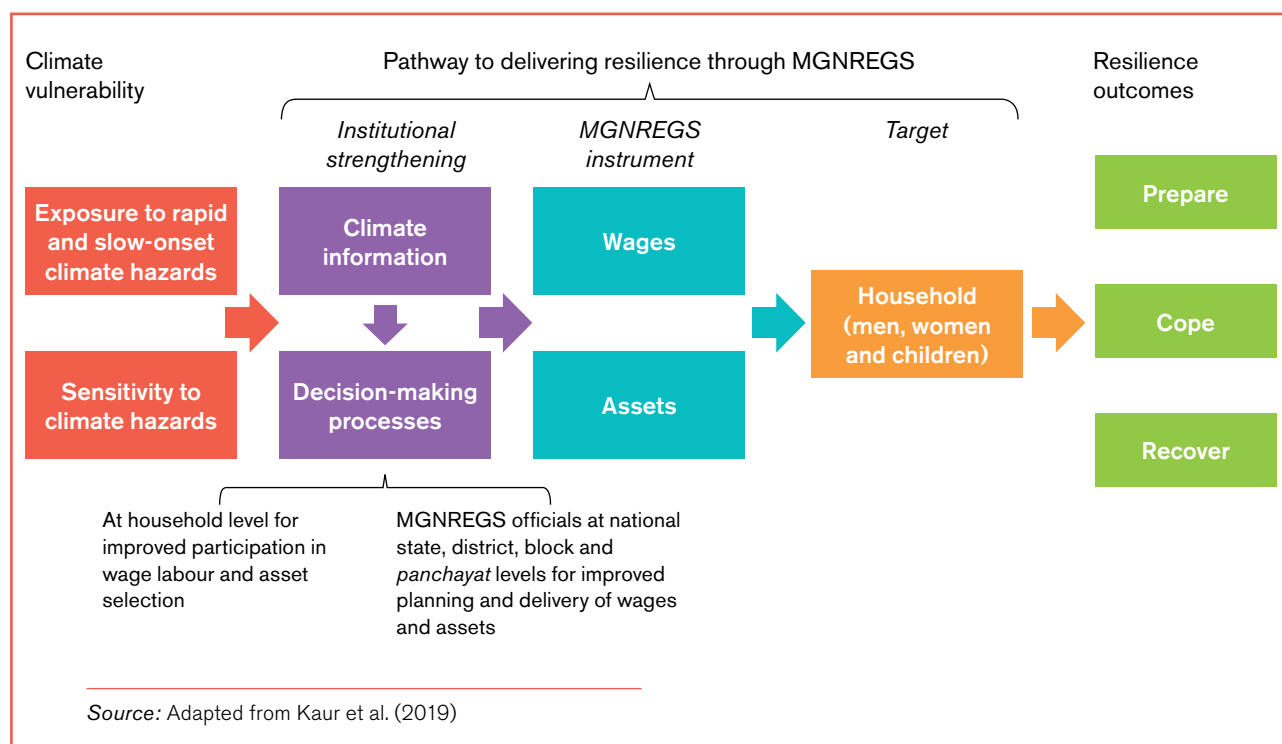 Climate
vulnerability
Pathway to delivering resilience through MGNREGS
Resilience
outcomes
Institutional
strengthening
MGNREGS
instrument
Target
Exposure to rapid
and slow-onset
climate hazards
Sensitivity to
climate hazards
Climate
information
Decision-making
processes
Wages
Assets
Household
(men, women
and children)
Prepare
Cope
Recover
At household level for
improved participation in
wage labour and asset
selection
MGNREGS officials at national
state, district, block and
panchayat levels for improved
planning and delivery of wages
and assets
Source: Adapted from Kaur et al. (2019)